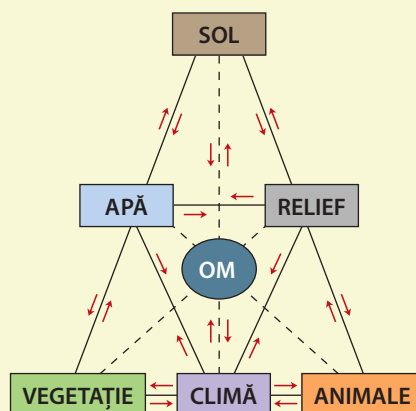 SOL
APĂ
RELIEF
OM
VEGETAȚIE
CLIMĂ
ANIMALE